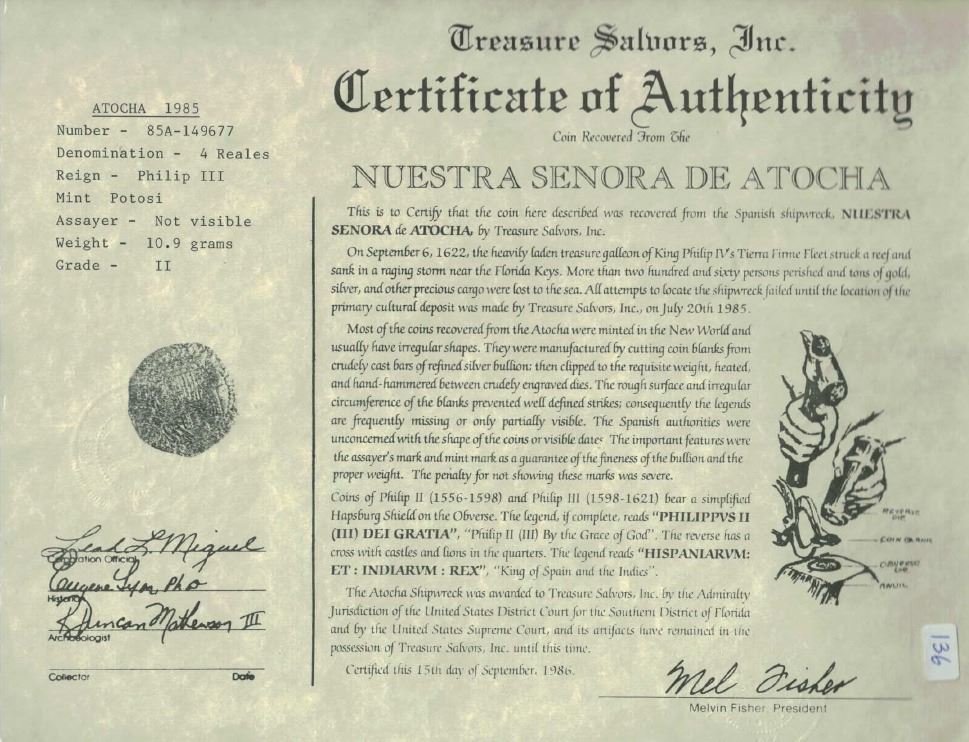 Treasure Salvors, Inc.
Certificate of Authenticity
Coin Recovered From The
NUESTRA SENORA DE ATOCHA
ATOCHA 1985
Number - 85A-149677
Denomination - 4 Reales
Reign - Philip III
Mint Potosi
Assayer - Not visible
Weight - 10.9 grams
Grade - II
This is to Certify that the coin here described was recovered from the Spanish shipwreck, NUESTRA
SENORA de ATOCHA, by Treasure Salvors, Inc.
On September 6, 1622, the heavily laden treasure galleon of King Philip IV's Tierra Firme Fleet struck a reef and
sank in a raging storm near the Florida Keys. More than two hundred and sixty persons perished and tons of gold,
silver, and other precious cargo were lost to the sea. All attempts to locate the shipwreck failed until the location of the
primary cultural deposit was made by Treasure Salvors, Inc., on July 20th 1985.
Most of the coins recovered from the Atocha were minted in the New World and
usually have irregular shapes. They were manufactured by cutting coin blanks from
crudely cast bars of refined silver bullion; then clipped to the requisite weight, heated,
and hand-hammered between crudely engraved dies. The rough surface and irregular
circumference of the blanks prevented well defined strikes; consequently the legends
are frequently missing or only partially visible. The Spanish authorities were
unconcerned with the shape of the coins or visible dates The important features were
the assayer's mark and mint mark as a guarantee of the fineness of the bullion and the
proper weight. The penalty for not showing these marks was severe.
Coins of Philip II (1556-1598) and Philip III (1598-1621) bear a simplified
Hapsburg Shield on the Obverse. The legend, if complete, reads "PHILIPPVS II
(III) DEI GRATIA", "Philip II (III) By the Grace of God". The reverse has a
cross with castles and lions in the quarters. The legend reads "HISPANIARVM:
ET : INDIARVM : REX", "King of Spain and the Indies".
The Atocha Shipwreck was awarded to Treasure Salvors, Inc. by the Admiralty
Jurisdiction of the United States District Court for the Southern District of Florida
and by the United States Supreme Court, and its artifacts have remained in the
possession of Treasure Salvors, Inc. until this time.
Certified this 15th day of September, 1986.
REVERSE DIE
COIN BLANK
OBVERSE DIE
ANVIL
Leah L. Miguel
Corporation Official
Eugene Lyon, PhD
Historian
R Duncan Mathewson III
Archaeologist
Collector Date
Mel Fisher
Melvin Fisher, President
136